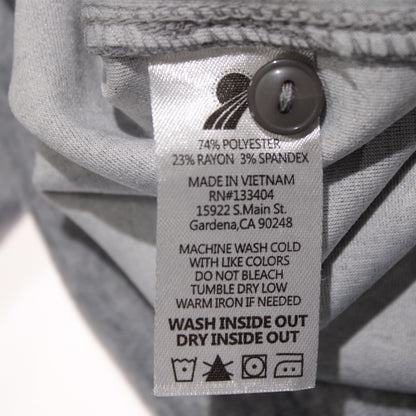 74% POLYESTER
23% RAYON 3% SPANDEX
MADE IN VIETNAM
RN#133404
15922 S.Main St.
Gardena,CA 90248
MACHINE WASH COLD
WITH LIKE COLORS
DO NOT BLEACH
TUMBLE DRY LOW
WARM IRON IF NEEDED
WASH INSIDE OUT
DRY INSIDE OUT